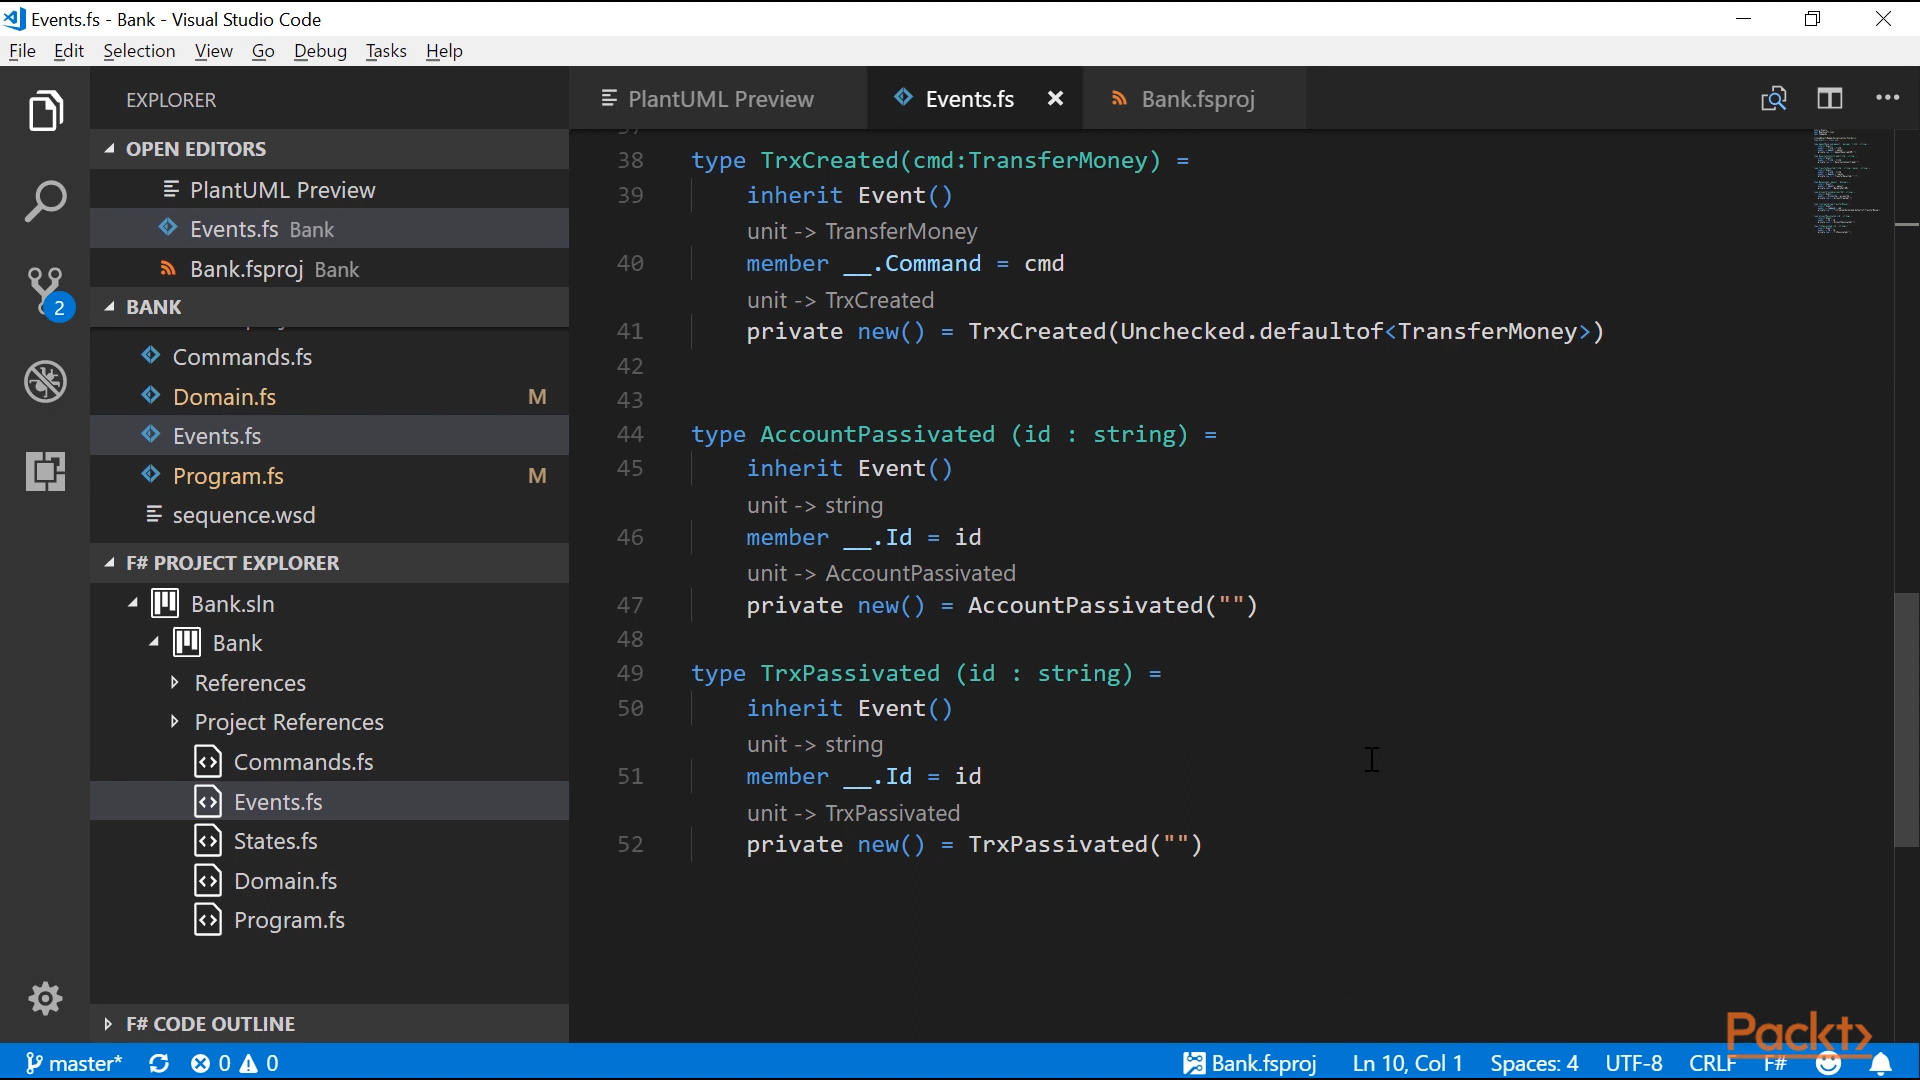 Events.fs - Bank - Visual Studio Code
File Edit Selection View Go Debug Tasks Help
EXPLORER
OPEN EDITORS
PlantUML Preview
Events.fs Bank
Bank.fsproj Bank
BANK
Commands.fs
Domain.fs M
Events.fs
Program.fs M
sequence.wsd
F# PROJECT EXPLORER
Bank.sln
Bank
References
Project References
Commands.fs
Events.fs
States.fs
Domain.fs
Program.fs
F# CODE OUTLINE
2
PlantUML Preview Events.fs Bank.fsproj
37
38 type TrxCreated(cmd:TransferMoney) =
39 inherit Event()
unit -> TransferMoney
40 member __.Command = cmd
unit -> TrxCreated
41 private new() = TrxCreated(Unchecked.defaultof<TransferMoney>)
42
43
44 type AccountPassivated (id : string) =
45 inherit Event()
unit -> string
46 member __.Id = id
unit -> AccountPassivated
47 private new() = AccountPassivated("")
48
49 type TrxPassivated (id : string) =
50 inherit Event()
unit -> string
51 member __.Id = id
unit -> TrxPassivated
52 private new() = TrxPassivated("")
Packt>
master* 0 0 Bank.fsproj Ln 10, Col 1 Spaces: 4 UTF-8 CRLF F#